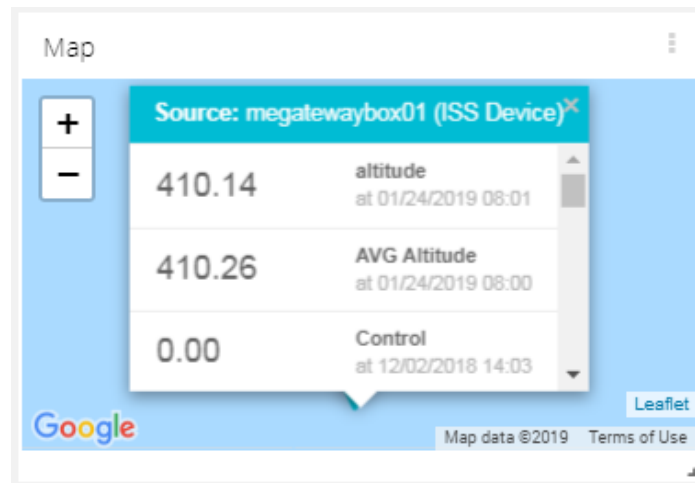 Map
+
Source: megatewaybox01 (ISS Device) ×
−
410.14 altitude
at 01/24/2019 08:01
410.26 AVG Altitude
at 01/24/2019 08:00
0.00 Control
at 12/02/2018 14:03
Leaflet
Google
Map data ©2019 Terms of Use